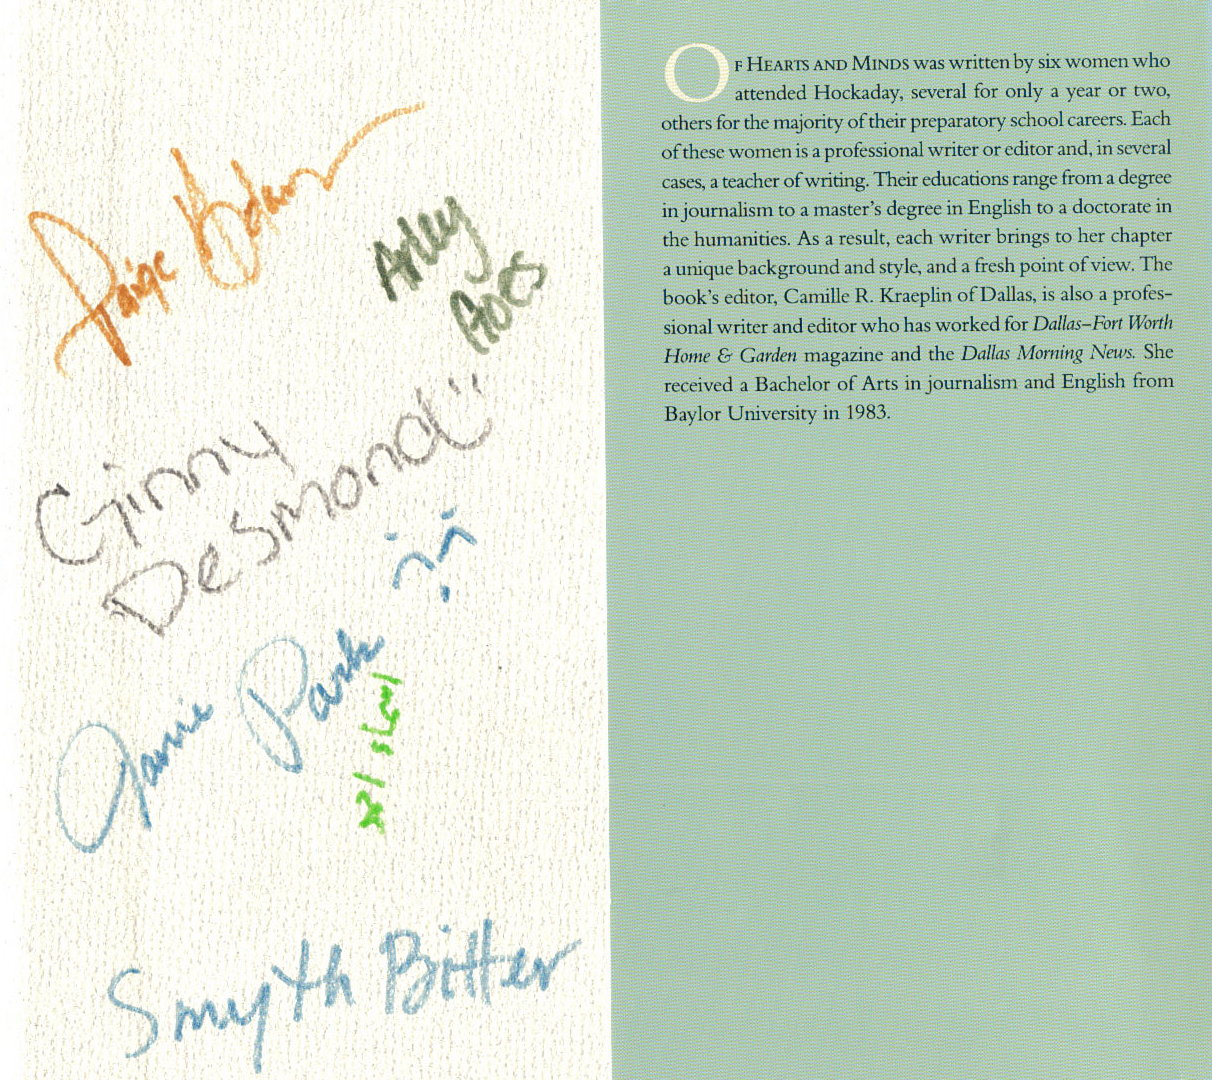 Paige
Arley
Ginny
Desmond
Jamie Park
Smyth Bitter
OF HEARTS AND MINDS was written by six women who
attended Hockaday, several for only a year or two,
others for the majority of their preparatory school careers. Each
of these women is a professional writer or editor and, in several
cases, a teacher of writing. Their educations range from a degree
in journalism to a master's degree in English to a doctorate in
the humanities. As a result, each writer brings to her chapter
a unique background and style, and a fresh point of view. The
book's editor, Camille R. Kraeplin of Dallas, is also a profes-
sional writer and editor who has worked for Dallas–Fort Worth
Home & Garden magazine and the Dallas Morning News. She
received a Bachelor of Arts in journalism and English from
Baylor University in 1983.